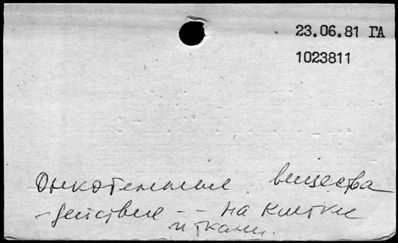 23.06.81 ГА
1023811
Онкогенные вещества
- действие - - на клетки
и ткани.